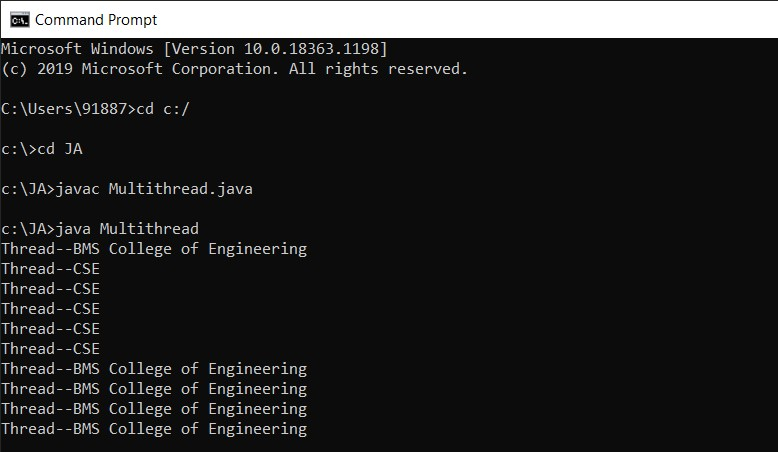 Command Prompt
Microsoft Windows [Version 10.0.18363.1198]
(c) 2019 Microsoft Corporation. All rights reserved.
C:\Users\91887>cd c:/
c:\>cd JA
c:\JA>javac Multithread.java
c:\JA>java Multithread
Thread--BMS College of Engineering
Thread--CSE
Thread--CSE
Thread--CSE
Thread--CSE
Thread--CSE
Thread--BMS College of Engineering
Thread--BMS College of Engineering
Thread--BMS College of Engineering
Thread--BMS College of Engineering